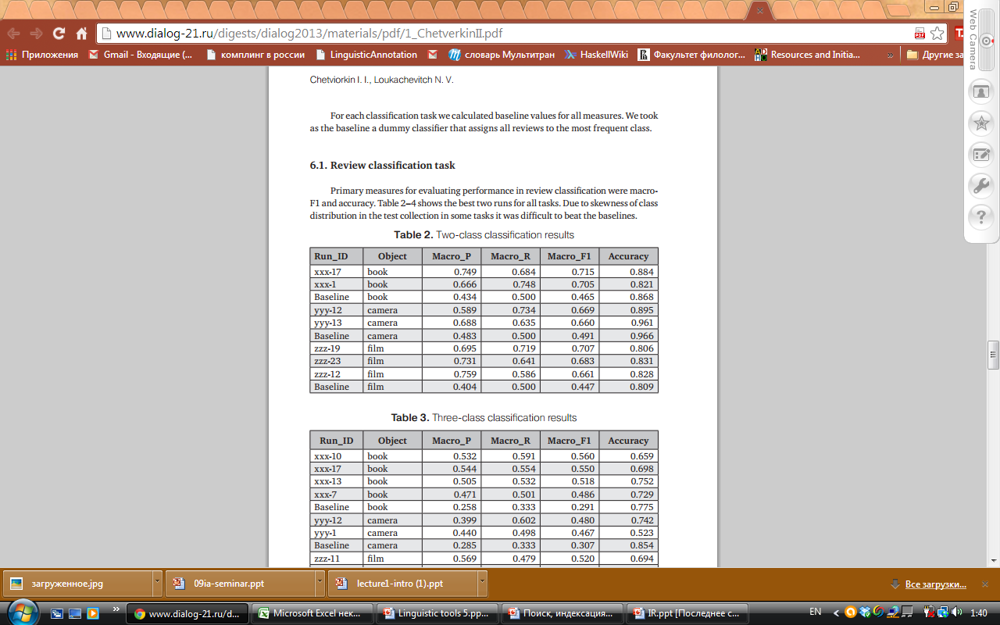 www.dialog-21.ru/digests/dialog2013/materials/pdf/1_ChetverkinII.pdf
Приложения Gmail - Входящие (... комплинг в россии LinguisticAnnotation словарь Мультитран HaskellWiki Факультет филолог... Resources and Initia... » Другие за
Web Camera
Chetviorkin I. I., Loukachevitch N. V.
For each classification task we calculated baseline values for all measures. We took
as the baseline a dummy classifier that assigns all reviews to the most frequent class.
6.1. Review classification task
Primary measures for evaluating performance in review classification were macro-
F1 and accuracy. Table 2–4 shows the best two runs for all tasks. Due to skewness of class
distribution in the test collection in some tasks it was difficult to beat the baselines.
Table 2. Two-class classification results
Run_ID Object Macro_P Macro_R Macro_F1 Accuracy
xxx-17 book 0.749 0.684 0.715 0.884
xxx-1 book 0.666 0.748 0.705 0.821
Baseline book 0.434 0.500 0.465 0.868
yyy-12 camera 0.589 0.734 0.669 0.895
yyy-13 camera 0.688 0.635 0.660 0.961
Baseline camera 0.483 0.500 0.491 0.966
zzz-19 film 0.695 0.719 0.707 0.806
zzz-23 film 0.731 0.641 0.683 0.831
zzz-12 film 0.759 0.586 0.661 0.828
Baseline film 0.404 0.500 0.447 0.809
Table 3. Three-class classification results
Run_ID Object Macro_P Macro_R Macro_F1 Accuracy
xxx-10 book 0.532 0.591 0.560 0.659
xxx-17 book 0.544 0.554 0.550 0.698
xxx-13 book 0.505 0.532 0.518 0.752
xxx-7 book 0.471 0.501 0.486 0.729
Baseline book 0.258 0.333 0.291 0.775
yyy-12 camera 0.399 0.602 0.480 0.742
yyy-1 camera 0.440 0.498 0.467 0.523
Baseline camera 0.285 0.333 0.307 0.854
zzz-11 film 0.569 0.479 0.520 0.694
загруженное.jpg 09ia-seminar.ppt lecture1-intro (1).ppt Все загрузки...
» www.dialog-21.ru/d... Microsoft Excel нек... Linguistic tools 5.pp... Поиск, индексация... IR.ppt [Последнее с... EN 1:40